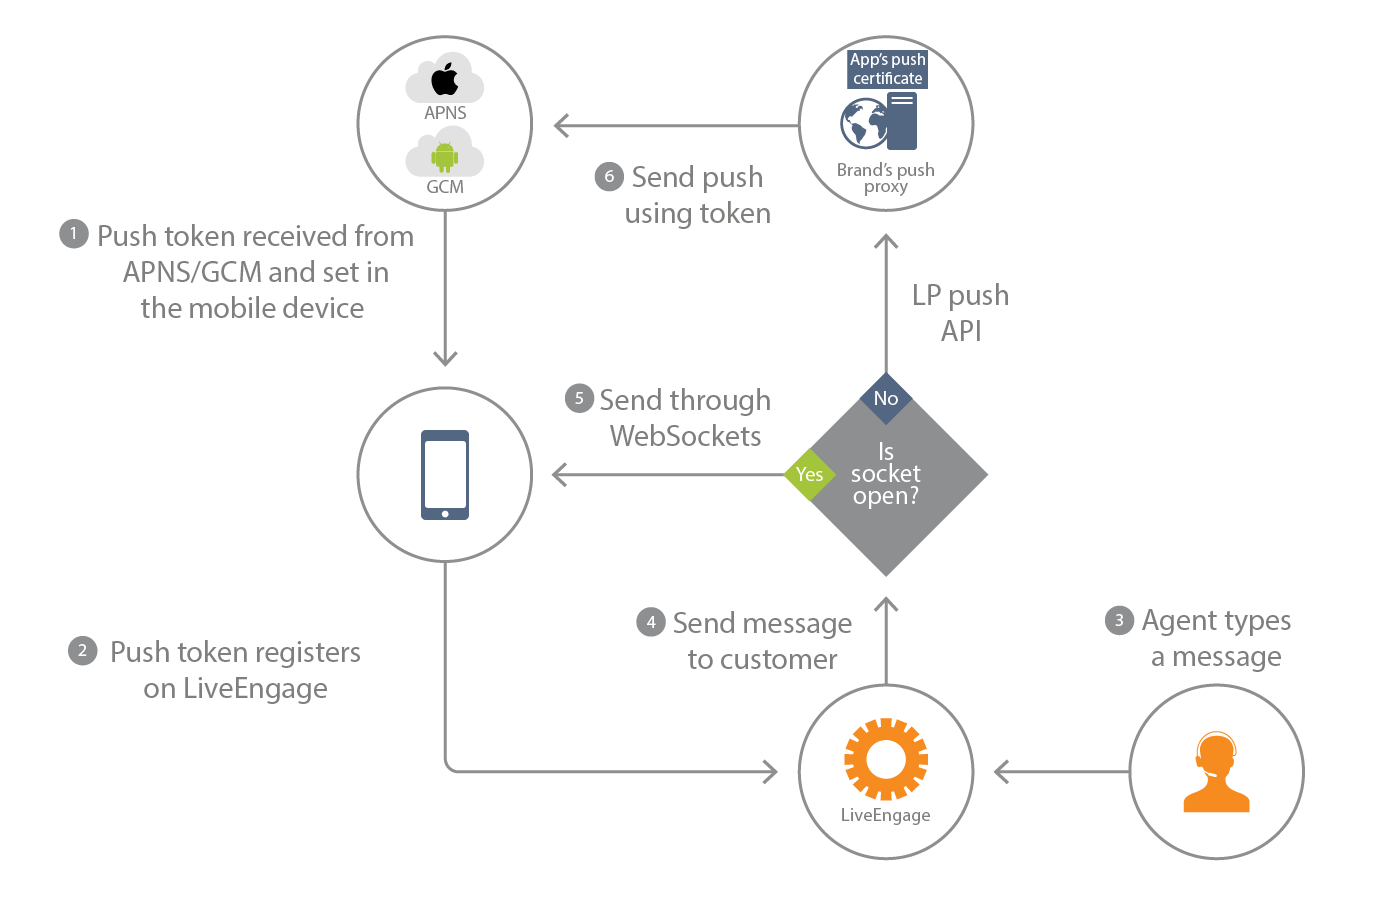 App's push
certificate
APNS
GCM
Brand's push
proxy
6 Send push
using token
1 Push token received from
APNS/GCM and set in
the mobile device
LP push
API
5 Send through
WebSockets
No
Yes
Is
socket
open?
2 Push token registers
on LiveEngage
4 Send message
to customer
3 Agent types
a message
LiveEngage